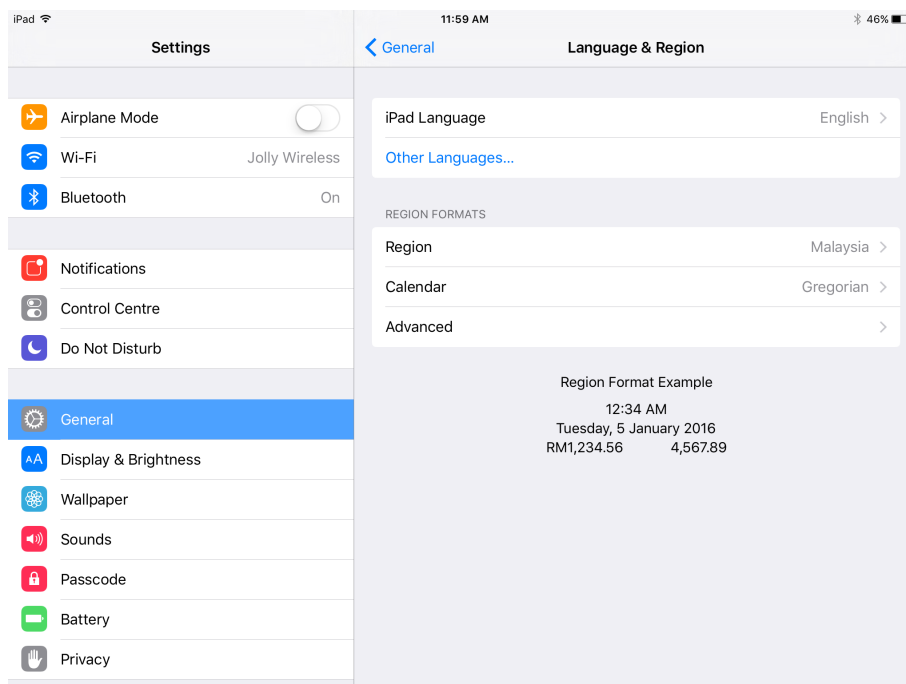 iPad
11:59 AM
46%
Settings
General
Language & Region
Airplane Mode
Wi-Fi
Jolly Wireless
Bluetooth
On
Notifications
Control Centre
Do Not Disturb
General
AA Display & Brightness
Wallpaper
Sounds
Passcode
Battery
Privacy
iPad Language
English
Other Languages...
REGION FORMATS
Region
Malaysia
Calendar
Gregorian
Advanced
Region Format Example
12:34 AM
Tuesday, 5 January 2016
RM1,234.56 4,567.89